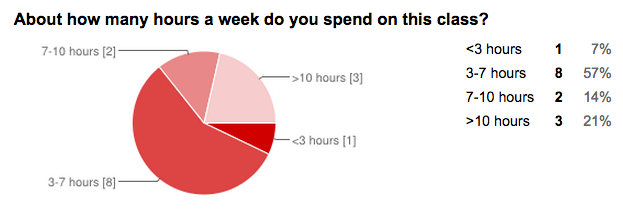 About how many hours a week do you spend on this class?
7-10 hours [2]
>10 hours [3]
<3 hours [1]
3-7 hours [8]
<3 hours 1 7%
3-7 hours 8 57%
7-10 hours 2 14%
>10 hours 3 21%